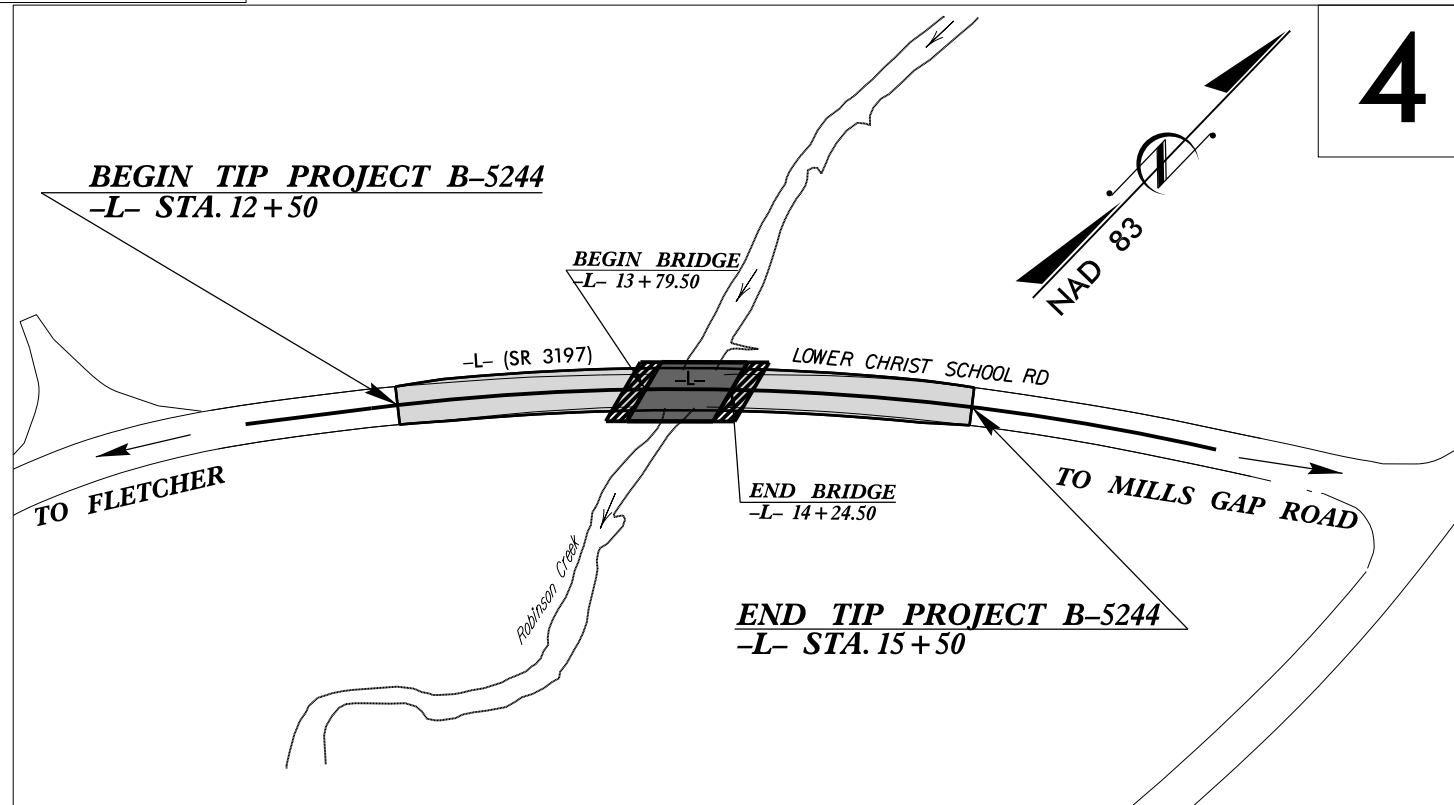 4
BEGIN TIP PROJECT B–5244
–L– STA. 12+50
NAD 83
BEGIN BRIDGE
–L– 13+79.50
–L– (SR 3197)
–L–
LOWER CHRIST SCHOOL RD
TO FLETCHER
END BRIDGE
–L– 14+24.50
TO MILLS GAP ROAD
Robinson Creek
END TIP PROJECT B–5244
–L– STA. 15+50